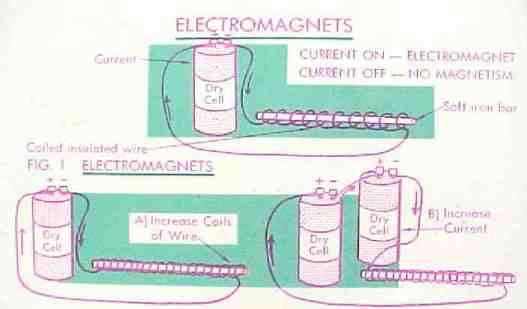 ELECTROMAGNETS
+ -
Current
CURRENT ON — ELECTROMAGNET
CURRENT OFF — NO MAGNETISM
Dry
Cell
Soft iron bar
Coiled insulated wire
FIG. 1 ELECTROMAGNETS
+ -
+ -
+ -
A) Increase Coils
of Wire
B) Increase
Current
Dry
Cell
Dry
Cell
Dry
Cell